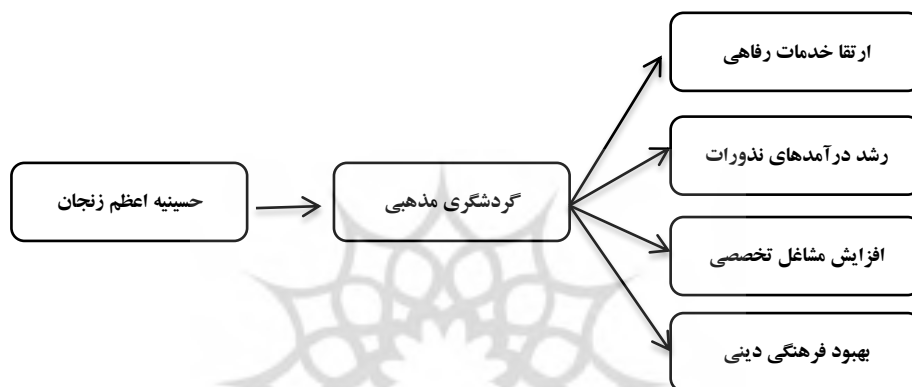 ارتقا خدمات رفاهی
رشد درآمدهای نذورات
حسینیه اعظم زنجان
گردشگری مذهبی
افزایش مشاغل تخصصی
بهبود فرهنگی دینی